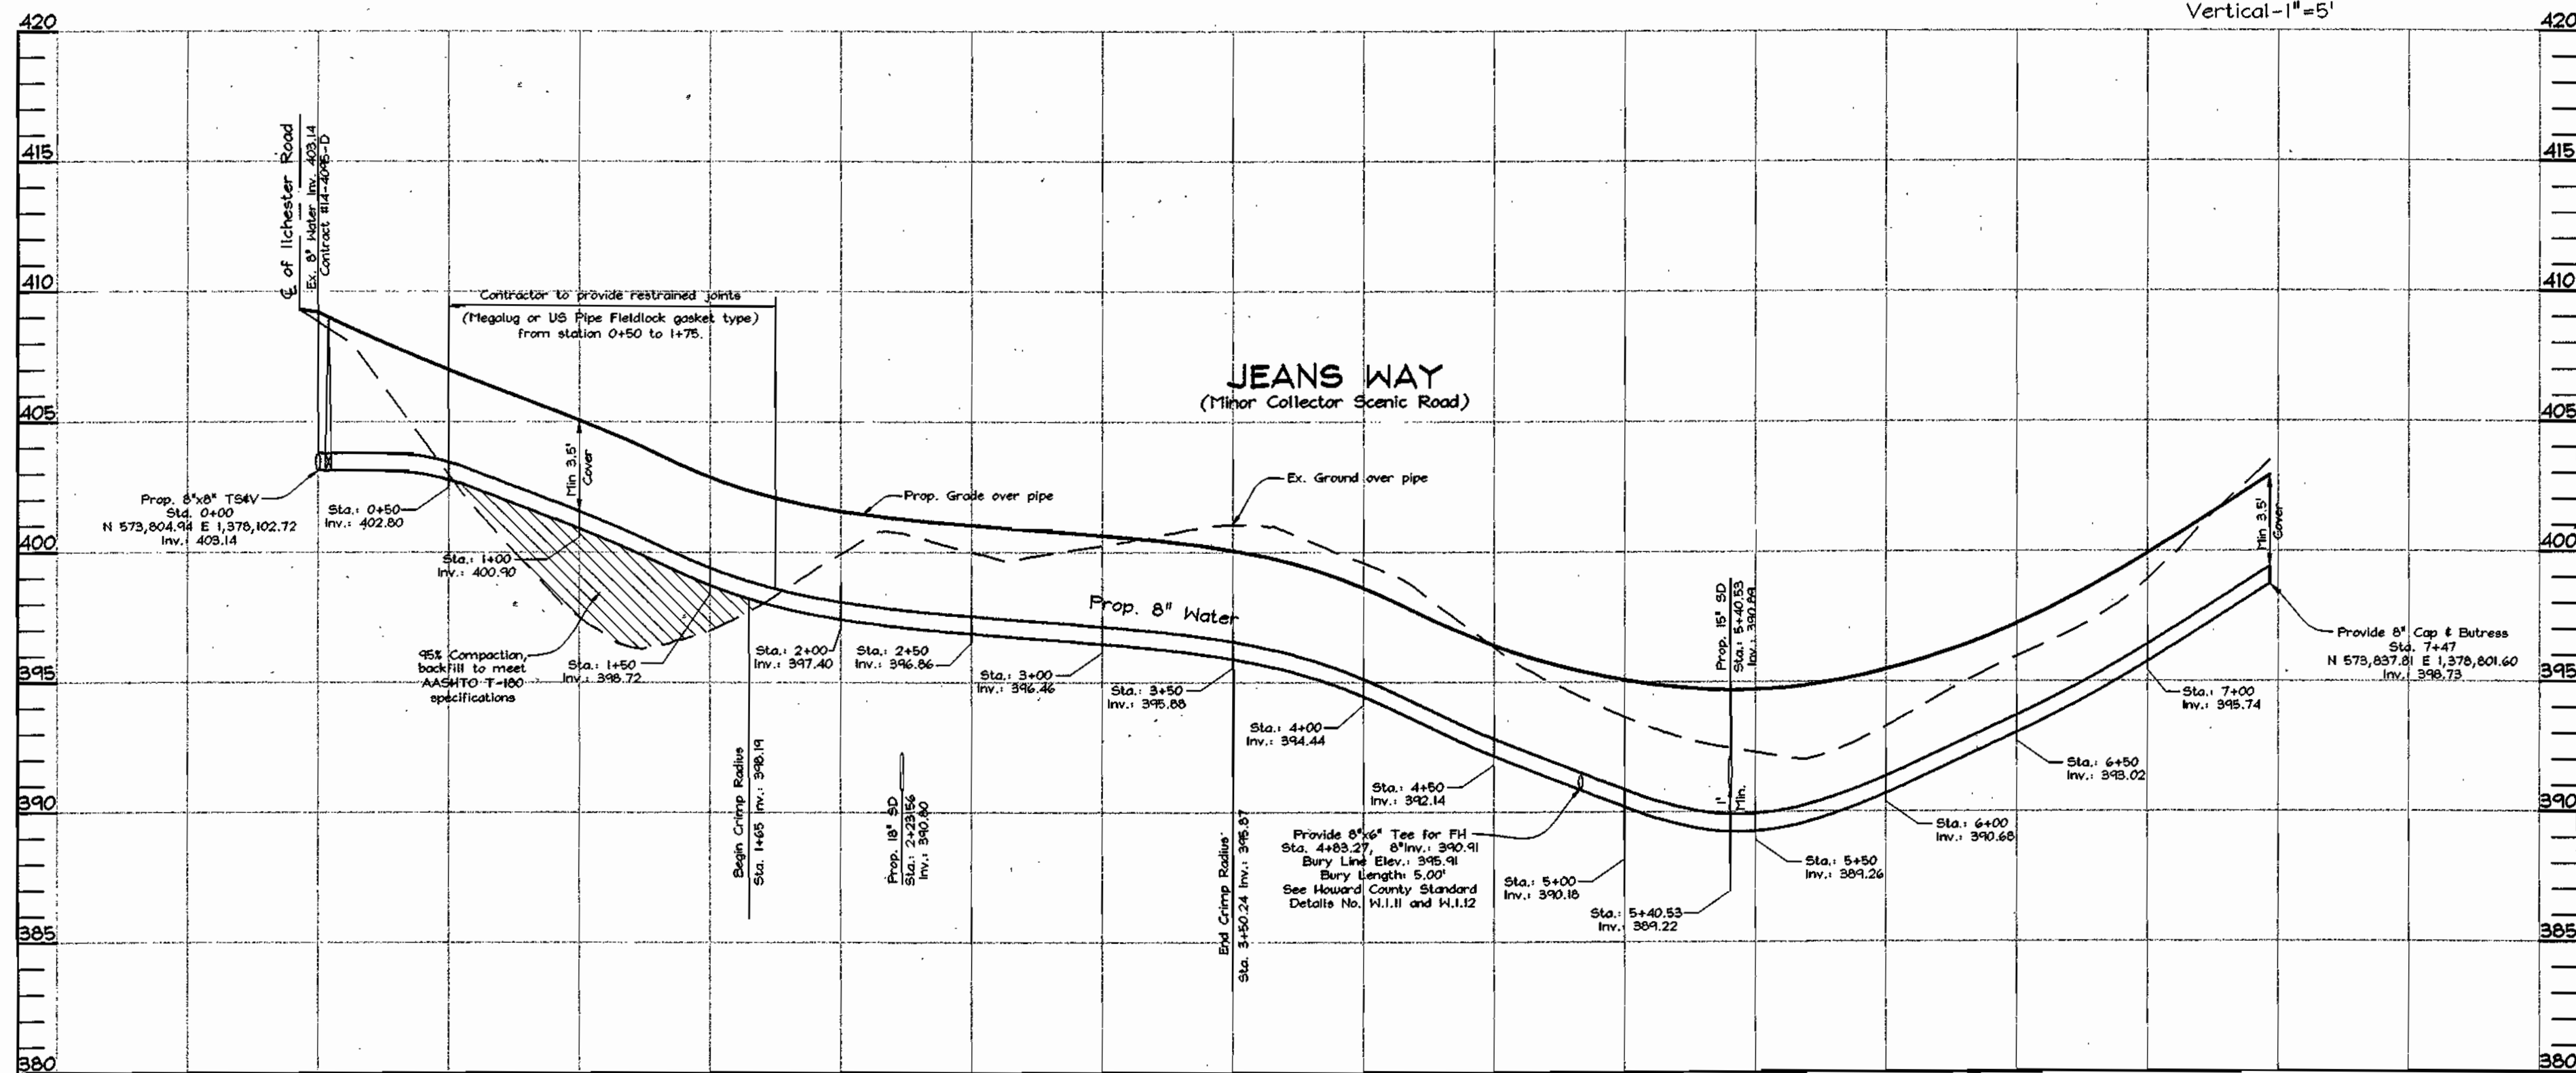 Vertical-1"=5'
420
420
415
415
410
410
405
405
400
400
395
395
390
390
385
385
380
380
℄ of Ilchester Road
Ex. 8" Water Inv. 403.14
Contract #14-4095-D
Contractor to provide restrained joints
(Megalug or US Pipe Fieldlock gasket type)
from station 0+50 to 1+75.
JEANS WAY
(Minor Collector Scenic Road)
Min 3.5'
Cover
Prop. Grade over pipe
Ex. Ground over pipe
Prop. 8"x8" TS&V
Sta. 0+00
N 573,804.94 E 1,378,102.72
Inv.: 403.14
Sta.: 0+50
Inv.: 402.80
Sta.: 1+00
Inv.: 400.90
95% Compaction,
backfill to meet
AASHTO T-180
specifications
Sta.: 1+50
Inv.: 398.72
Begin Crimp Radius
Sta. 1+65 Inv.: 398.19
Sta.: 2+00
Inv.: 397.40
Sta.: 2+50
Inv.: 396.86
Prop. 18" SD
Inv.: 390.80
Prop. 8" Water
Sta.: 3+00
Inv.: 396.46
Sta.: 3+50
Inv.: 395.88
End Crimp Radius
Sta. 3+50.24 Inv.: 395.87
Sta.: 4+00
Inv.: 394.44
Sta.: 4+50
Inv.: 392.14
Provide 8"x6" Tee for FH
Sta. 4+83.27, 8"Inv.: 390.91
Bury Line Elev.: 395.91
Bury Length: 5.00'
See Howard County Standard
Details No. W.1.11 and W.1.12
Sta.: 5+00
Inv.: 390.18
Prop. 15" SD
Sta.: 5+40.53
Inv.: 390.89
1'
Min.
Sta.: 5+40.53
Inv.: 389.22
Sta.: 5+50
Inv.: 389.26
Sta.: 6+00
Inv.: 390.68
Sta.: 6+50
Inv.: 393.02
Sta.: 7+00
Inv.: 395.74
Min 3.5'
Cover
Provide 8" Cap & Butress
Sta. 7+47
N 573,837.81 E 1,378,801.60
Inv.: 398.73